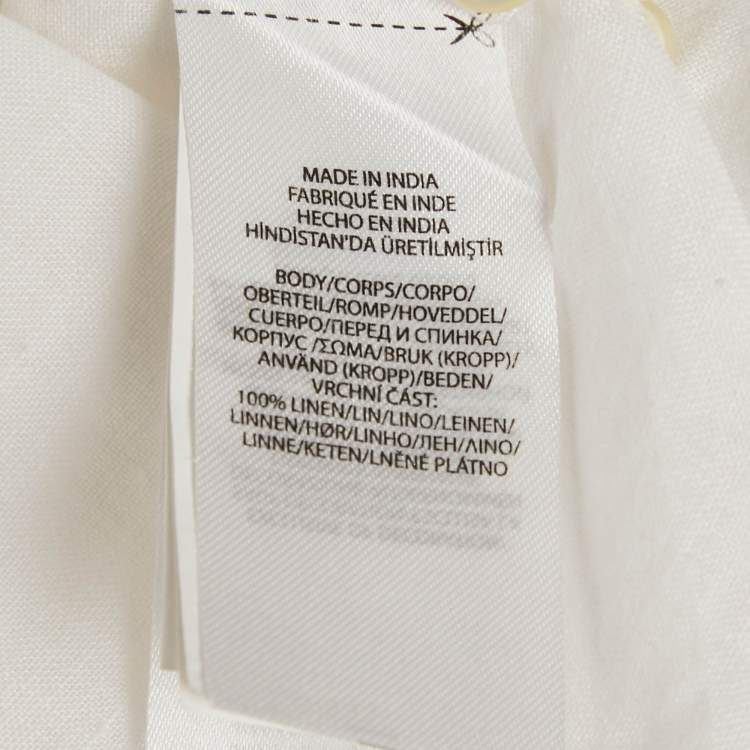 MADE IN INDIA
FABRIQUÉ EN INDE
HECHO EN INDIA
HİNDİSTAN'DA ÜRETİLMİŞTİR
BODY/CORPS/CORPO/
OBERTEIL/ROMP/HOVEDDEL/
CUERPO/ПЕРЕД И СПИНКА/
КОРПУС /ΣΩΜΑ/BRUK (KROPP)/
ANVÄND (KROPP)/BEDEN/
VRCHNÍ ČÁST:
100% LINEN/LIN/LINO/LEINEN/
LINNEN/HØR/LINHO/ЛЕН/ΛΙΝΟ/
LINNE/KETEN/LNĚNÉ PLÁTNO